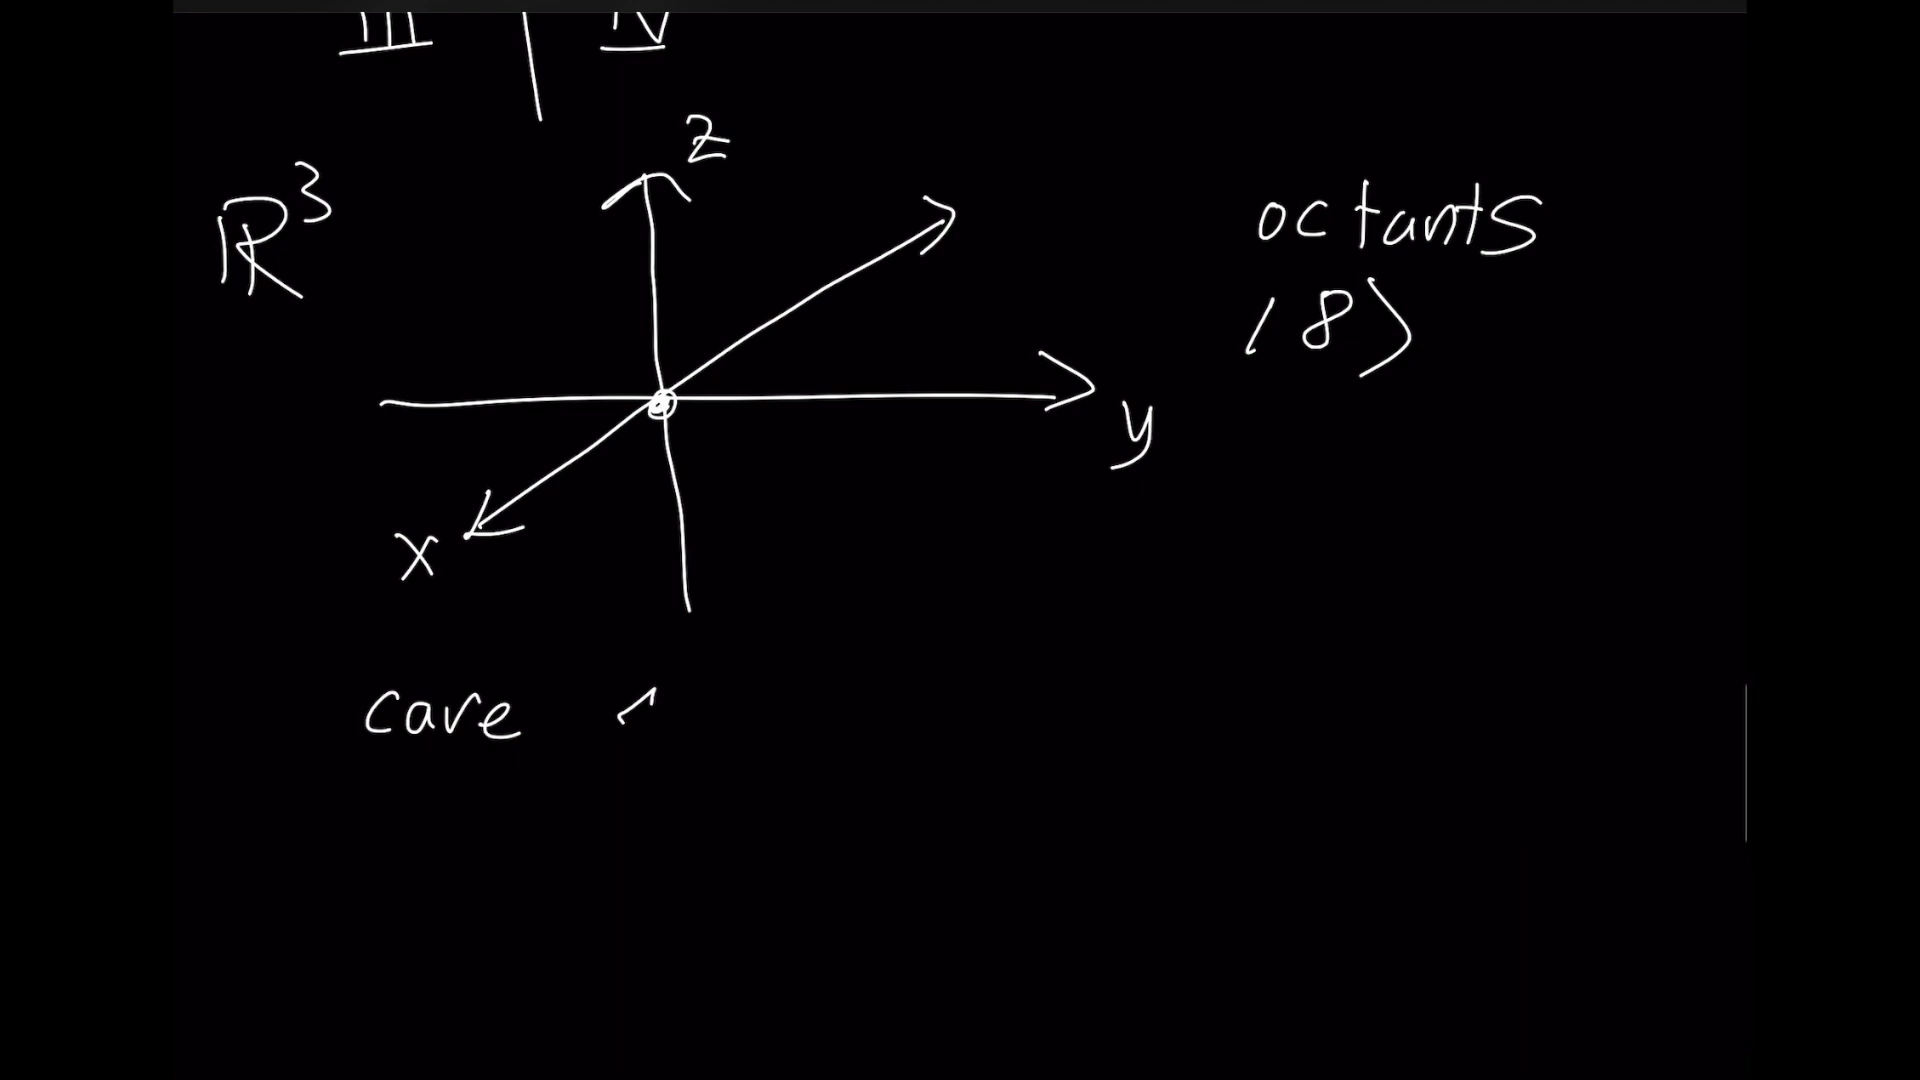 III IV
R³
z
octants
(8)
y
x
care